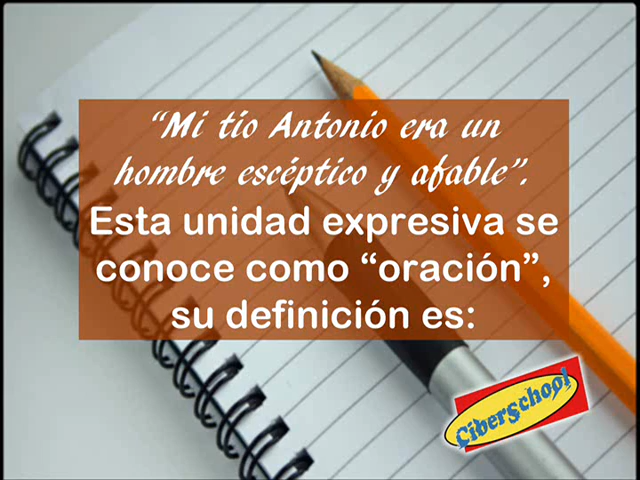 “Mi tío Antonio era un
hombre escéptico y afable”.
Esta unidad expresiva se
conoce como “oración”,
su definición es:
Ciberschool